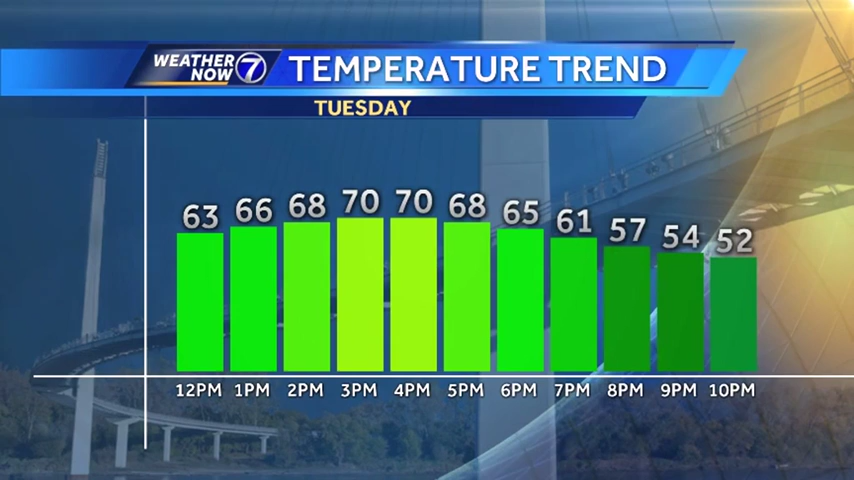 WEATHER NOW 7
TEMPERATURE TREND
TUESDAY
63 66 68 70 70 68 65 61 57 54 52
12PM 1PM 2PM 3PM 4PM 5PM 6PM 7PM 8PM 9PM 10PM